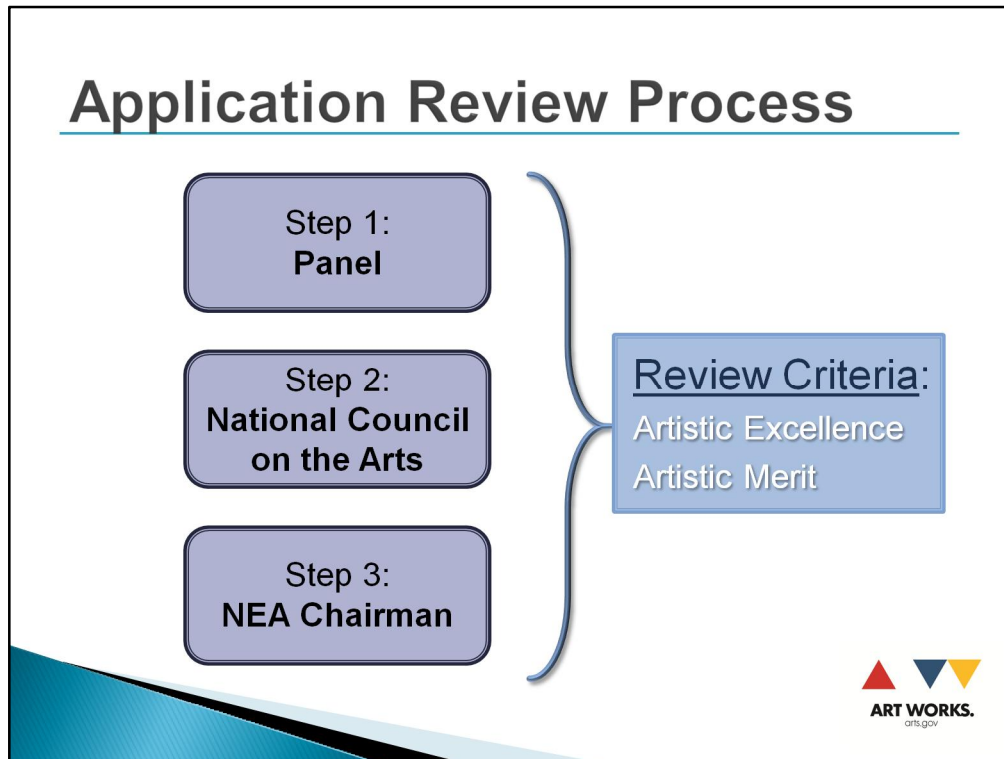 Application Review Process
Step 1:
Panel
Step 2:
National Council
on the Arts
Step 3:
NEA Chairman
Review Criteria:
Artistic Excellence
Artistic Merit
ART WORKS.
arts.gov